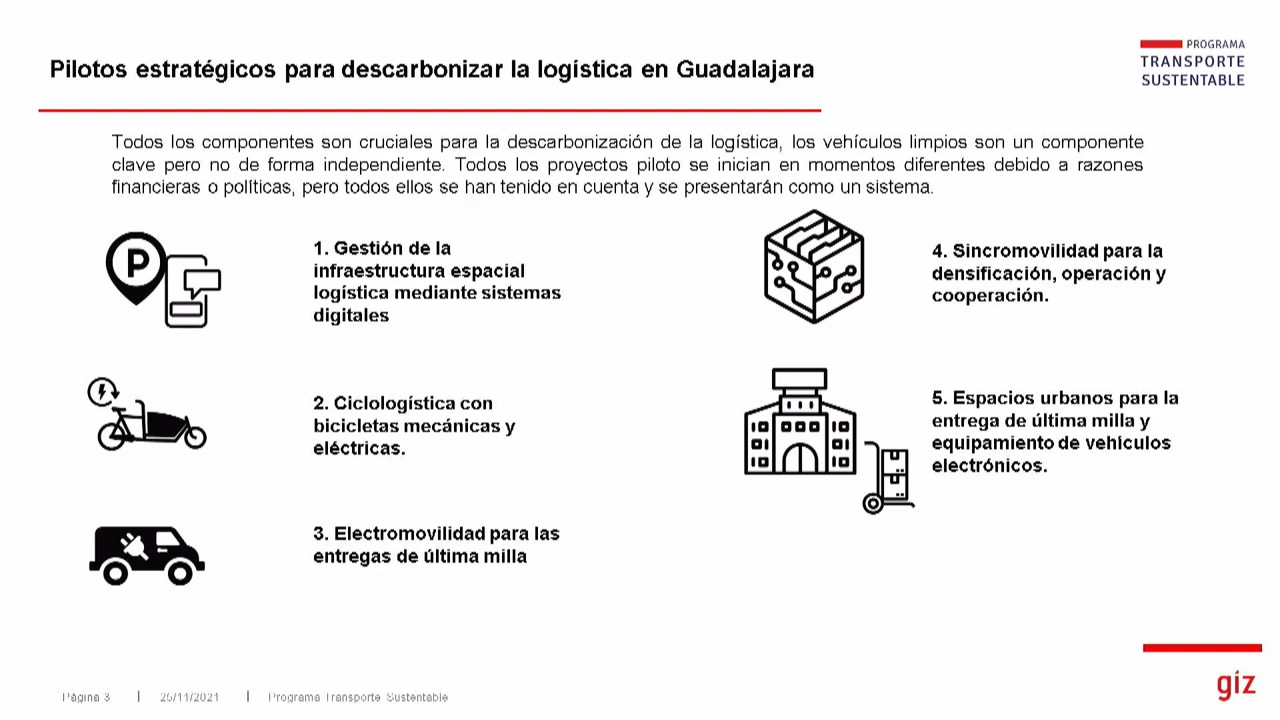 Pilotos estratégicos para descarbonizar la logística en Guadalajara
PROGRAMA
TRANSPORTE
SUSTENTABLE
Todos los componentes son cruciales para la descarbonización de la logística, los vehículos limpios son un componente
clave pero no de forma independiente. Todos los proyectos piloto se inician en momentos diferentes debido a razones
financieras o políticas, pero todos ellos se han tenido en cuenta y se presentarán como un sistema.
P
1. Gestión de la
infraestructura espacial
logística mediante sistemas
digitales
2. Ciclologística con
bicicletas mecánicas y
eléctricas.
3. Electromovilidad para las
entregas de última milla
4. Sincromovilidad para la
densificación, operación y
cooperación.
5. Espacios urbanos para la
entrega de última milla y
equipamiento de vehículos
electrónicos.
Página 3 | 25/11/2021 | Programa Transporte Sustentable
giz